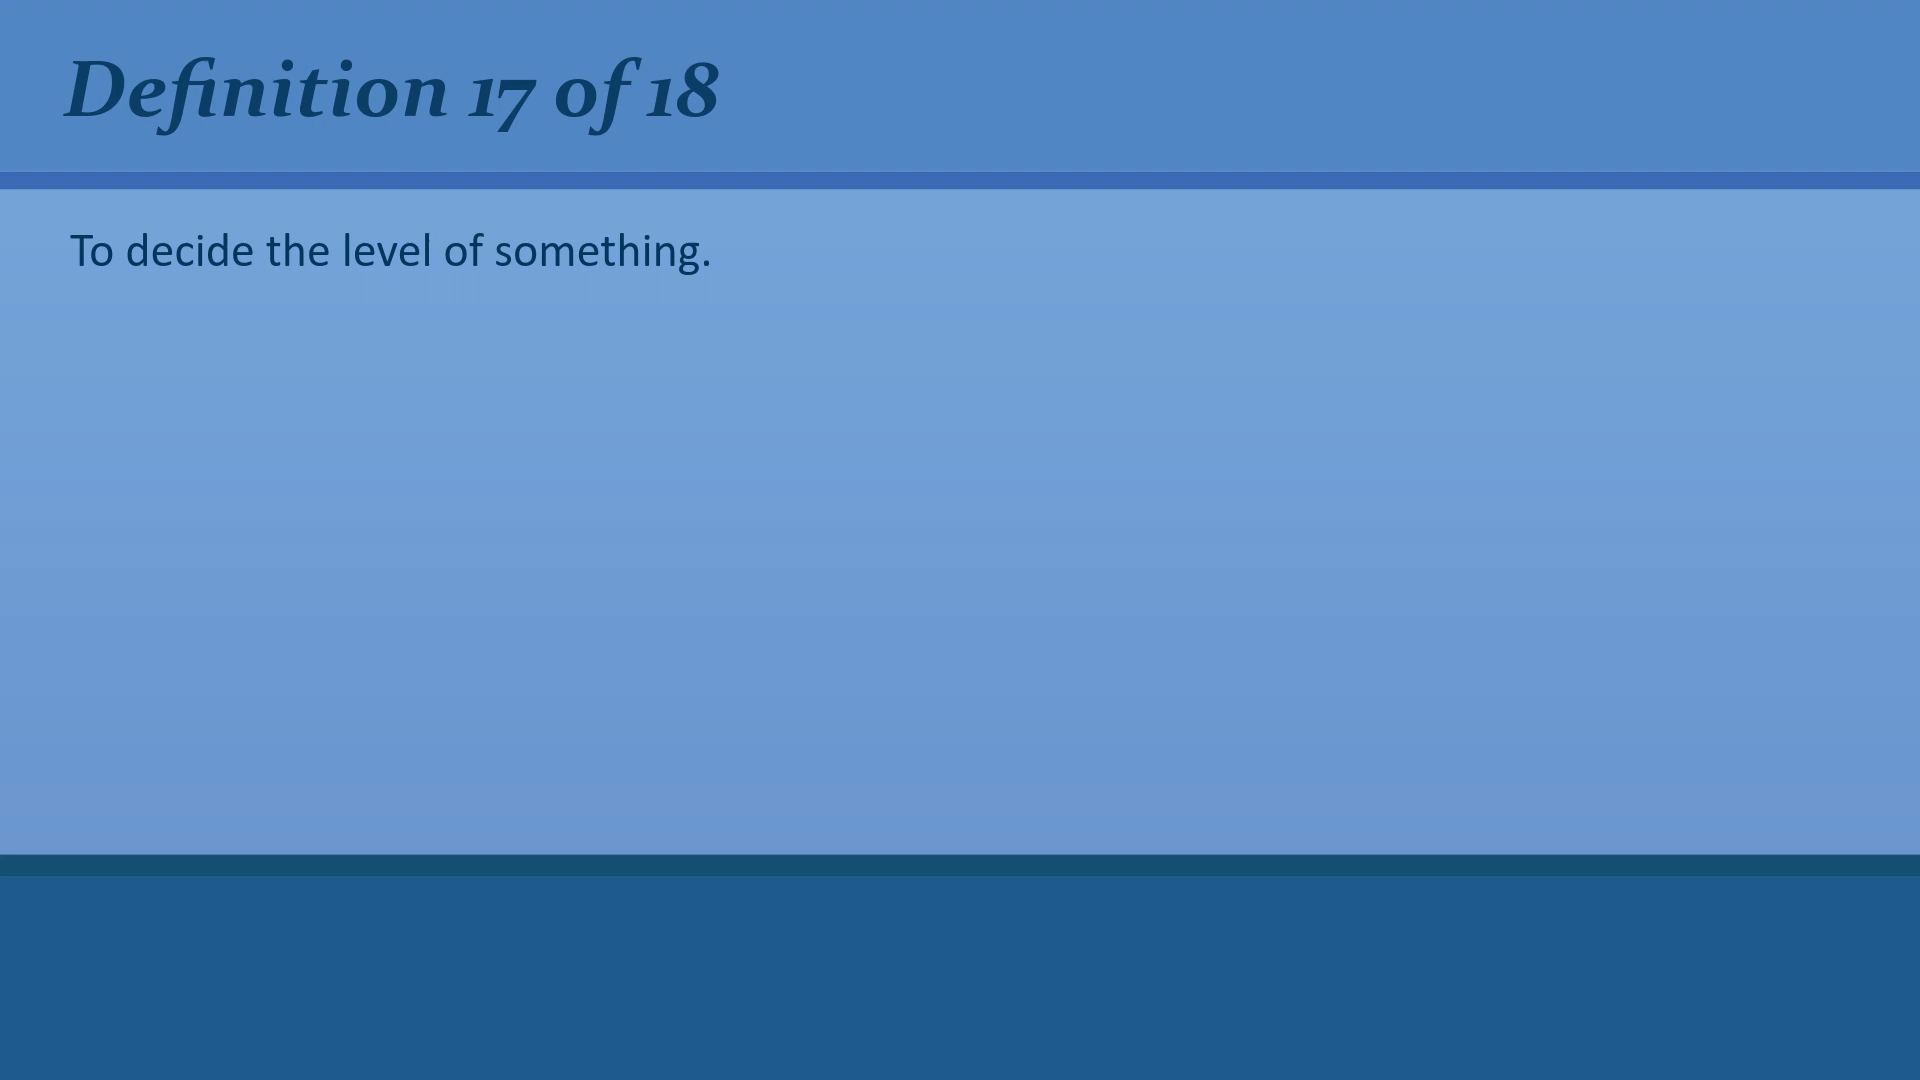 Definition 17 of 18
To decide the level of something.